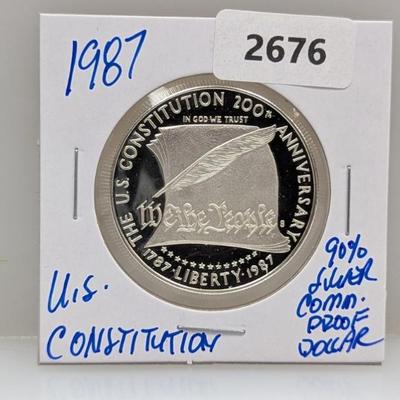 1987
2676
THE U.S. CONSTITUTION 200TH ANNIVERSARY
IN GOD WE TRUST
We the People
S
1787 · LIBERTY · 1987
U.S.
CONSTITUTION
90%
SILVER
COMM.
PROOF
DOLLAR